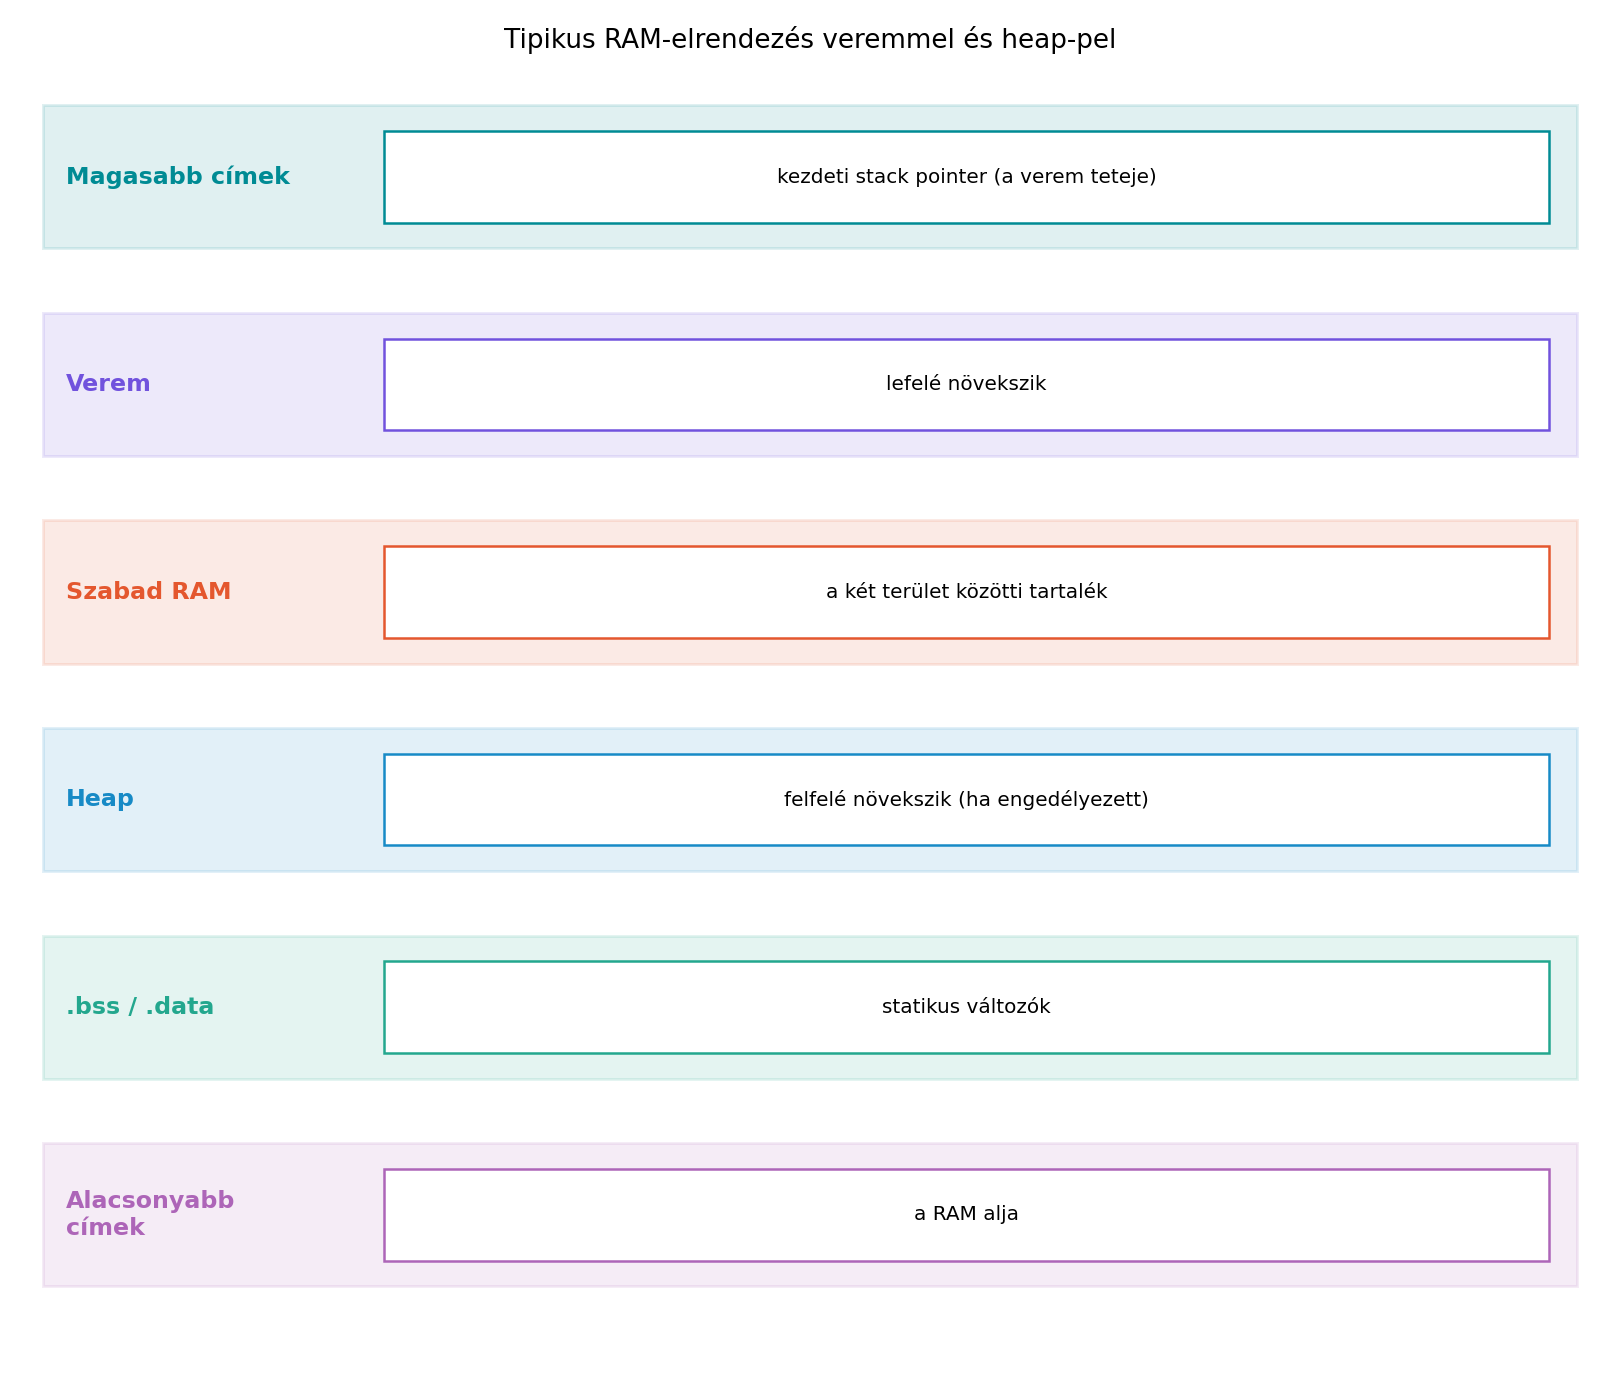 Tipikus RAM-elrendezés veremmel és heap-pel
Magasabb címek
kezdeti stack pointer (a verem teteje)
Verem
lefelé növekszik
Szabad RAM
a két terület közötti tartalék
Heap
felfelé növekszik (ha engedélyezett)
.bss / .data
statikus változók
Alacsonyabb
címek
a RAM alja